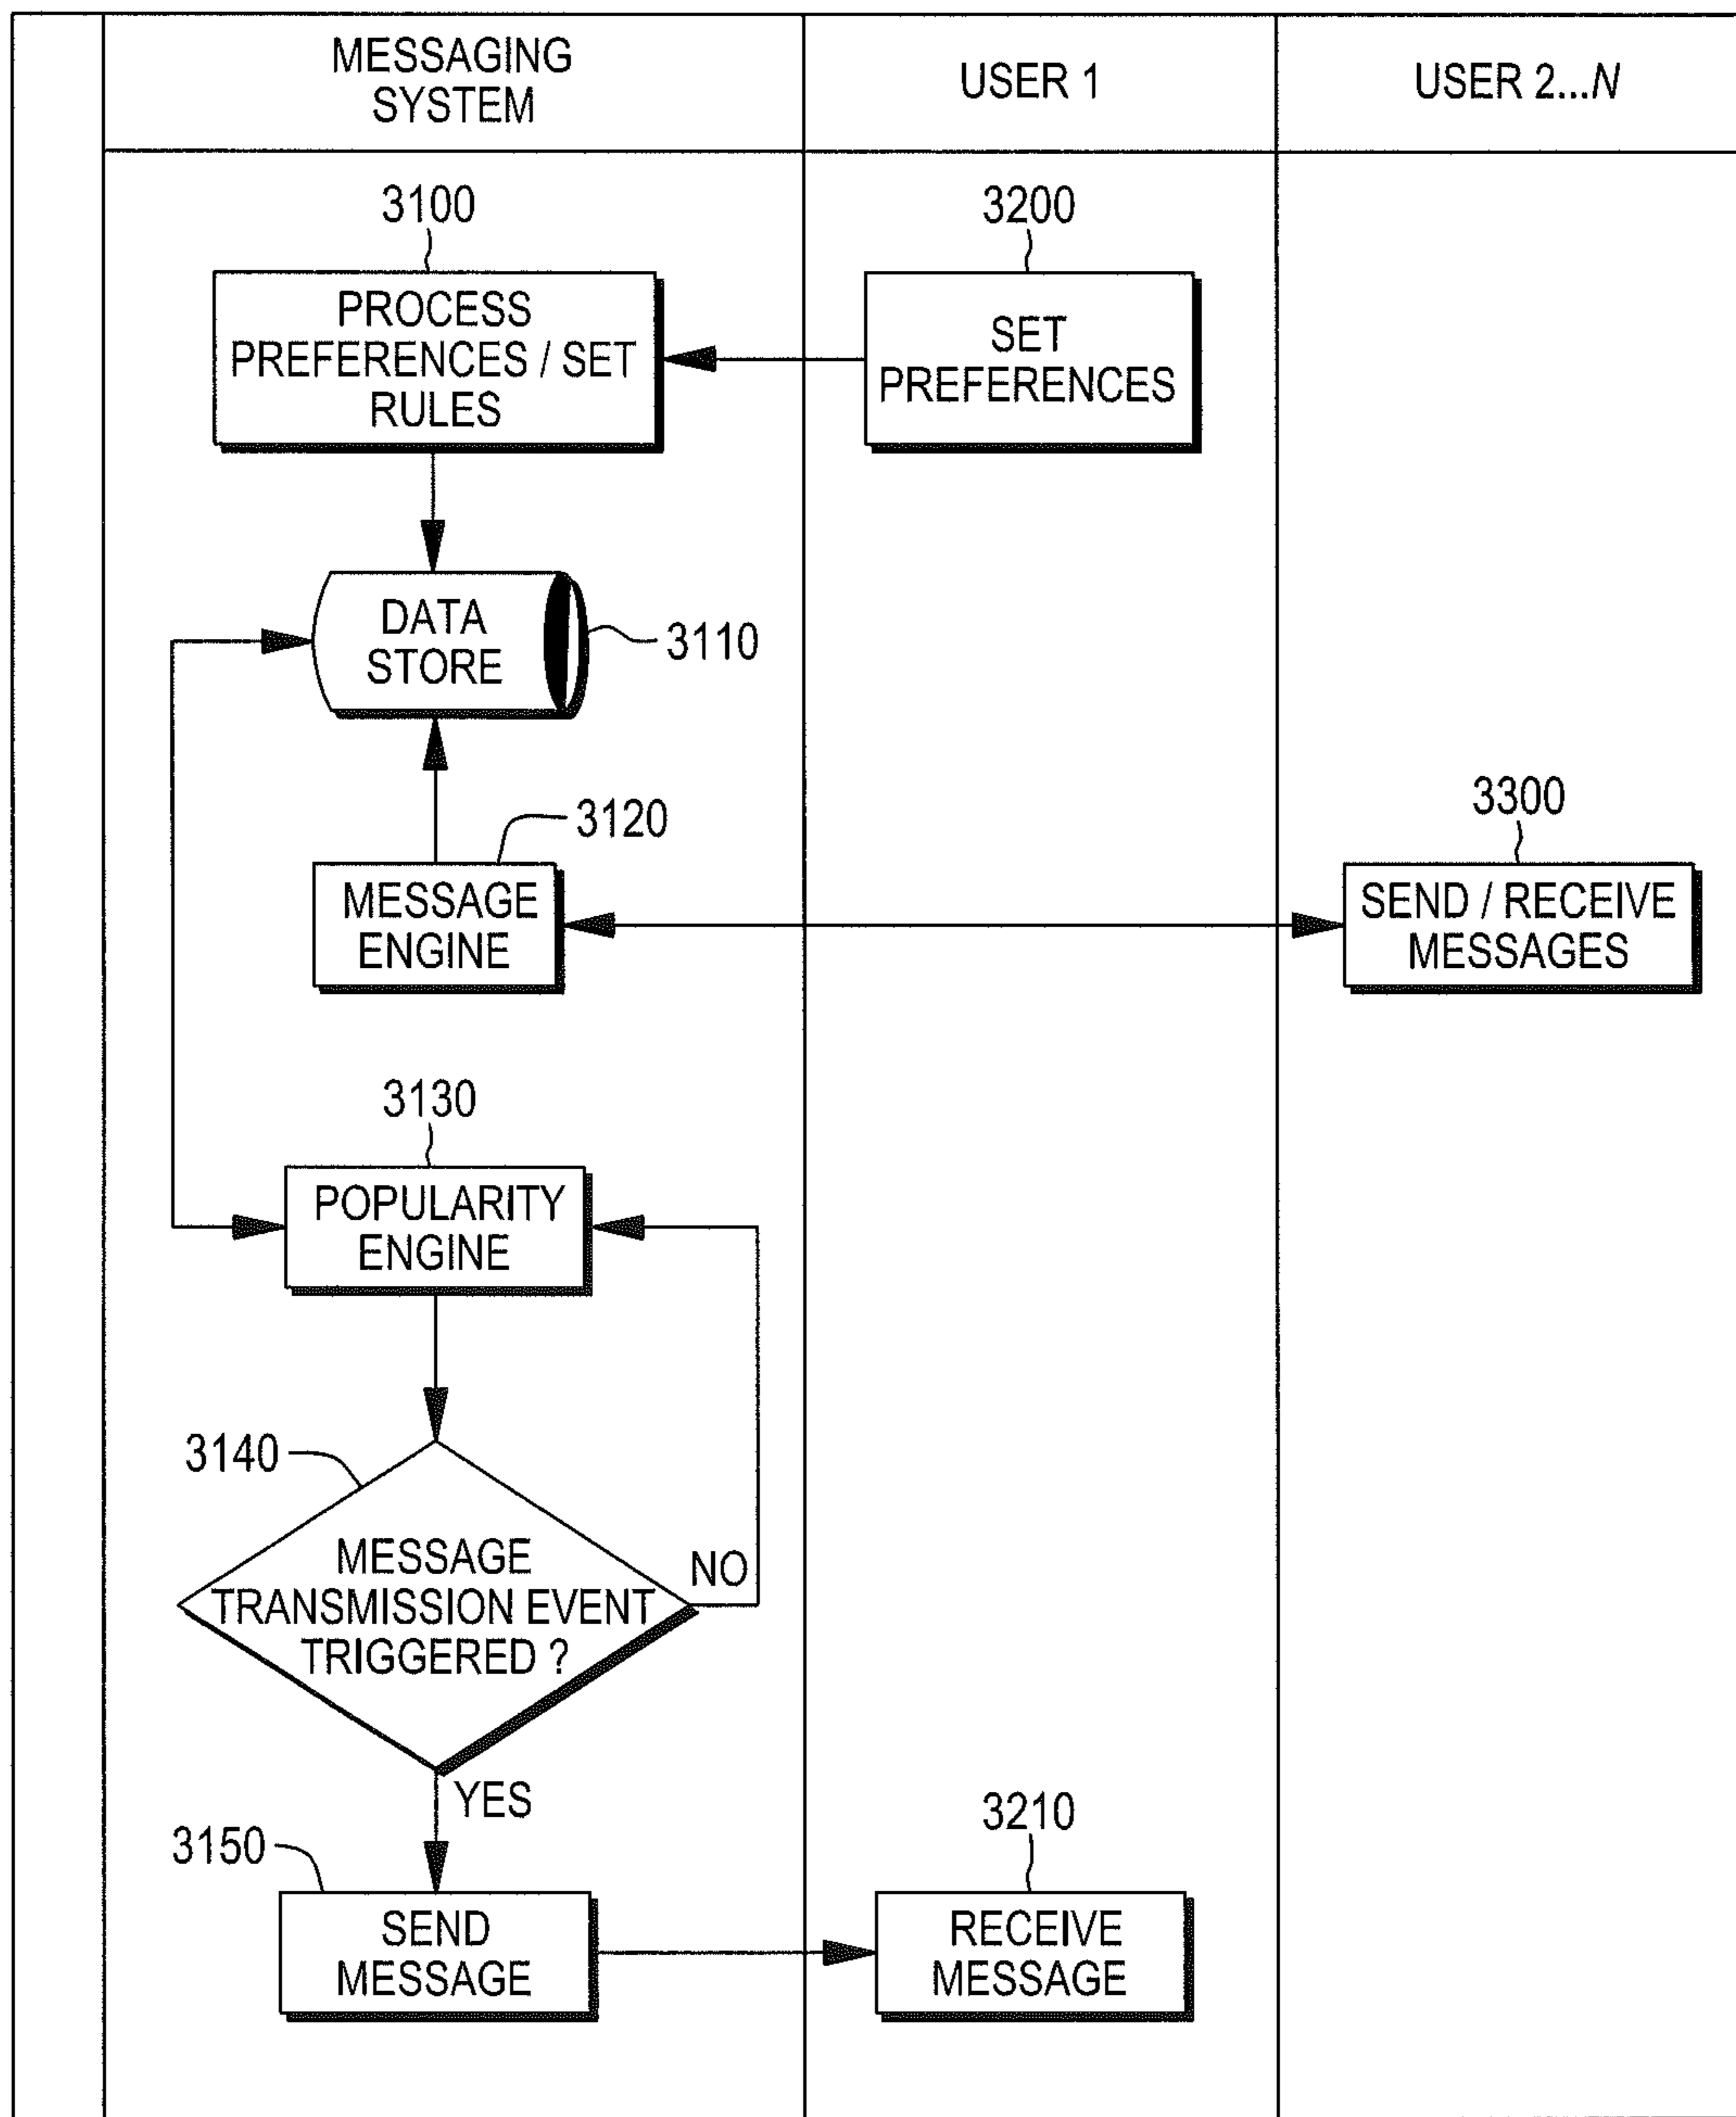 MESSAGING
SYSTEM
USER 1
USER 2...N
3100
3200
PROCESS
PREFERENCES / SET
RULES
SET
PREFERENCES
DATA
STORE
3110
3120
3300
MESSAGE
ENGINE
SEND / RECEIVE
MESSAGES
3130
POPULARITY
ENGINE
3140
MESSAGE
TRANSMISSION EVENT
TRIGGERED ?
NO
YES
3150
3210
SEND
MESSAGE
RECEIVE
MESSAGE